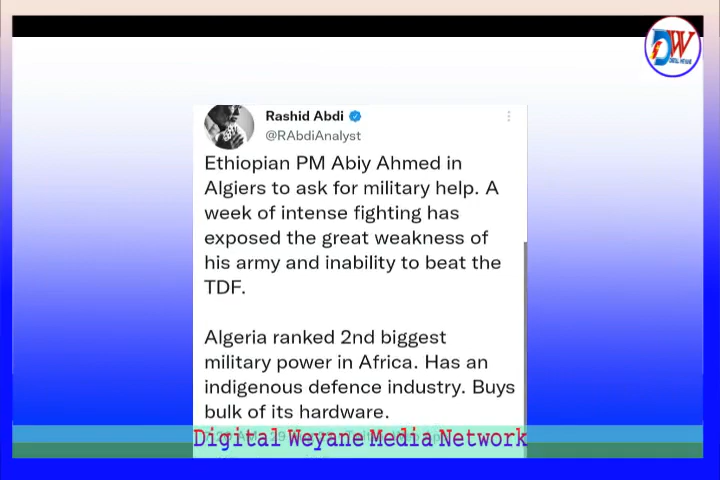 DW
DIGITAL WEYANE
Rashid Abdi
@RAbdiAnalyst
Ethiopian PM Abiy Ahmed in
Algiers to ask for military help. A
week of intense fighting has
exposed the great weakness of
his army and inability to beat the
TDF.
Algeria ranked 2nd biggest
military power in Africa. Has an
indigenous defence industry. Buys
bulk of its hardware.
Digital Weyane Media Network